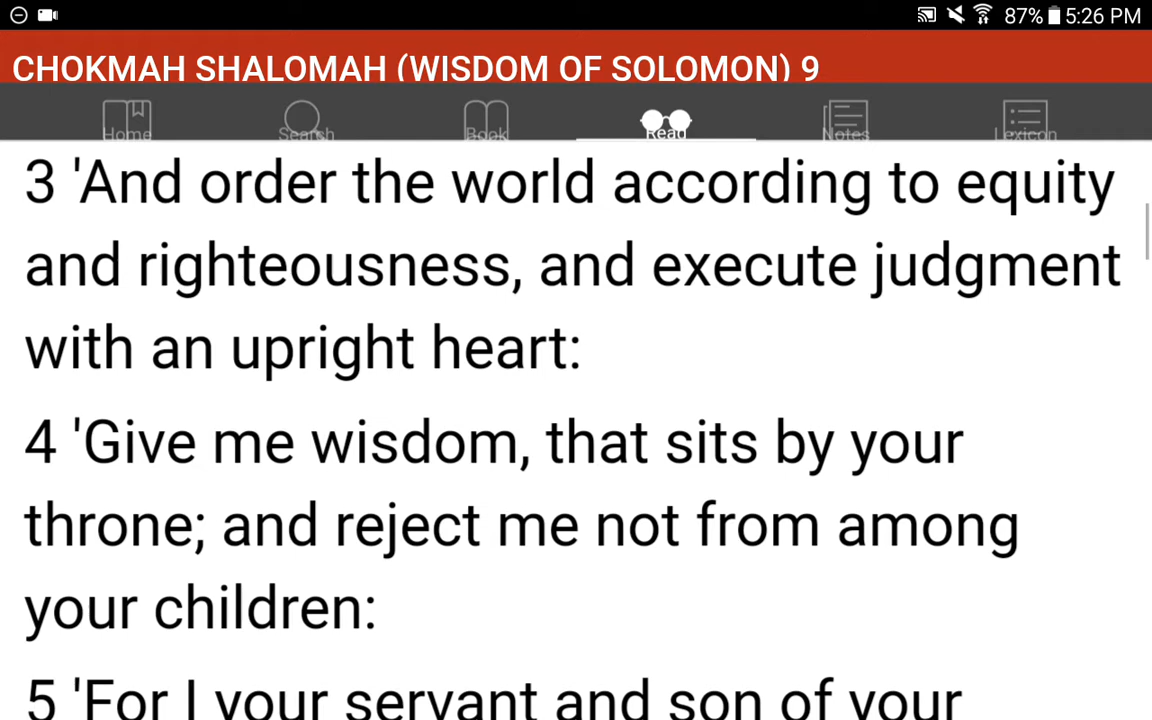 87% 5:26 PM
CHOKMAH SHALOMAH (WISDOM OF SOLOMON) 9
Home Search Book Read Notes Lexicon
3 'And order the world according to equity
and righteousness, and execute judgment
with an upright heart:
4 'Give me wisdom, that sits by your
throne; and reject me not from among
your children:
5 'For I your servant and son of your